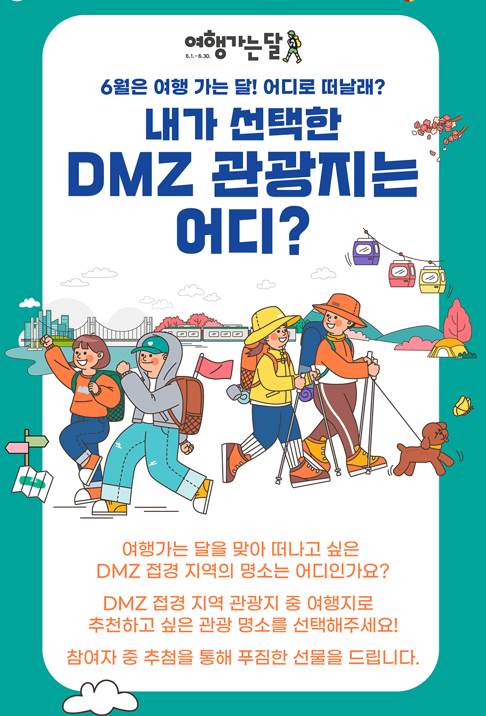 여행가는달
6.1.-6.30.
6월은 여행 가는 달! 어디로 떠날래?
내가 선택한
DMZ 관광지는
어디?
여행가는 달을 맞아 떠나고 싶은
DMZ 접경 지역의 명소는 어디인가요?
DMZ 접경 지역 관광지 중 여행지로
추천하고 싶은 관광 명소를 선택해주세요!
참여자 중 추첨을 통해 푸짐한 선물을 드립니다.